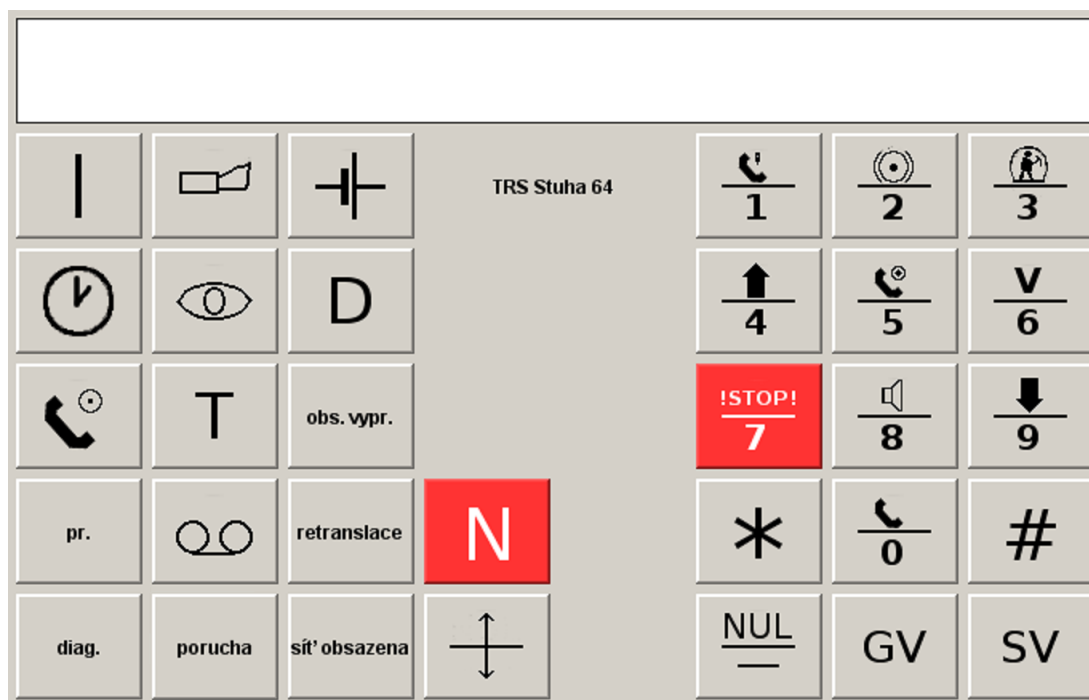 TRS Stuha 64
1
2
3
D
4
5
V
6
T
obs. vypr.
!STOP!
7
8
9
pr.
retranslace
N
*
0
#
diag.
porucha
sít' obsazena
NUL
GV
SV